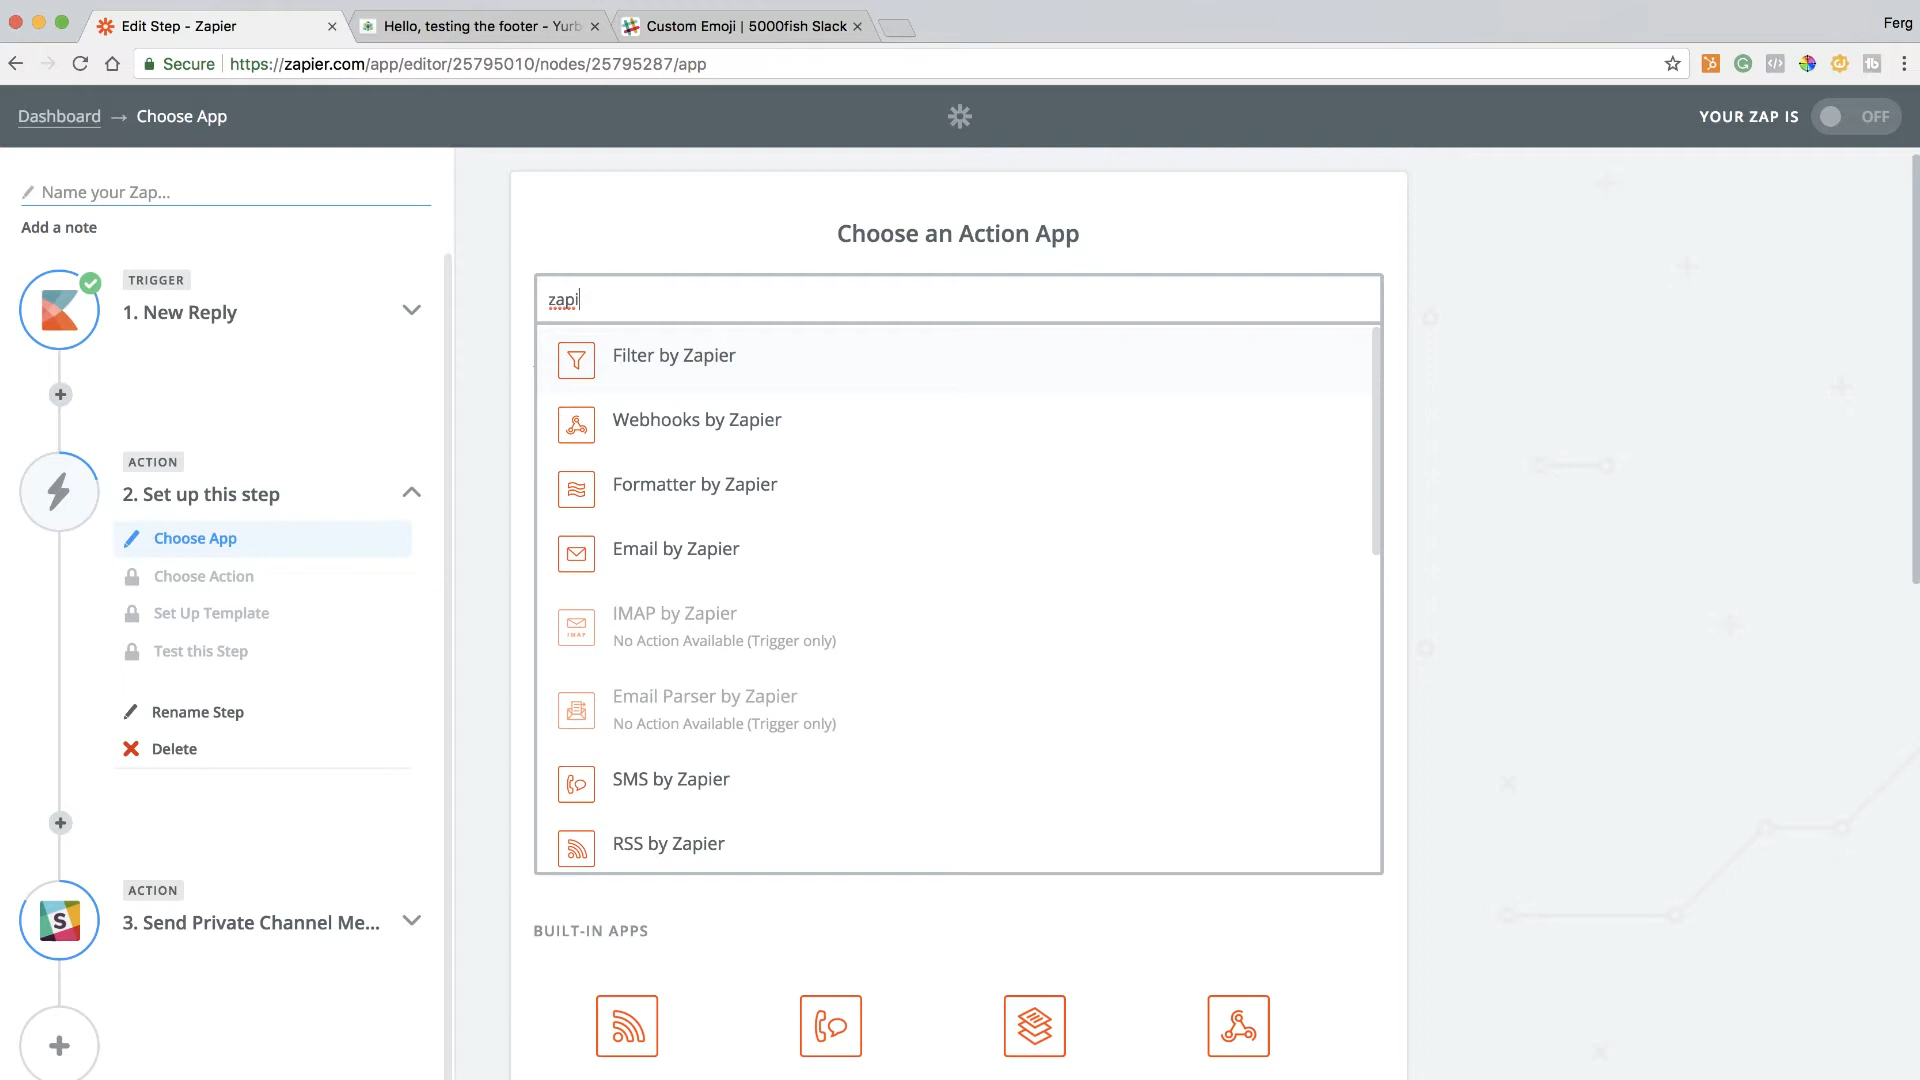 Edit Step - Zapier
Hello, testing the footer - Yurb
Custom Emoji | 5000fish Slack
Ferg
Secure
https://zapier.com/app/editor/25795010/nodes/25795287/app
Dashboard → Choose App
YOUR ZAP IS
OFF
Name your Zap...
Add a note
TRIGGER
1. New Reply
ACTION
2. Set up this step
Choose App
Choose Action
Set Up Template
Test this Step
Rename Step
Delete
ACTION
3. Send Private Channel Me...
Choose an Action App
zapi
Filter by Zapier
Webhooks by Zapier
Formatter by Zapier
Email by Zapier
IMAP
IMAP by Zapier
No Action Available (Trigger only)
Email Parser by Zapier
No Action Available (Trigger only)
SMS by Zapier
RSS by Zapier
BUILT-IN APPS